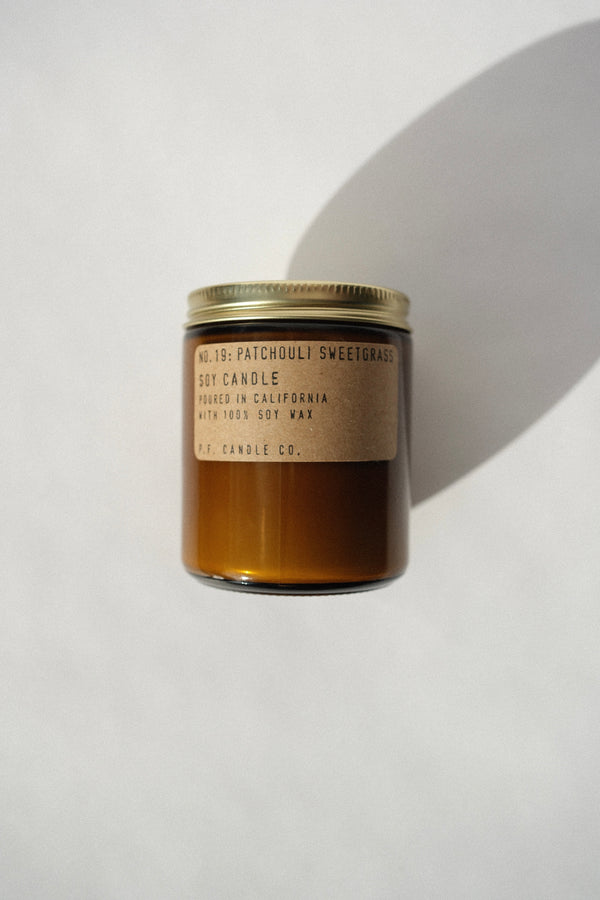 NO.19: PATCHOULI SWEETGRASS
SOY CANDLE
POURED IN CALIFORNIA
WITH 100% SOY WAX
P.F. CANDLE CO.